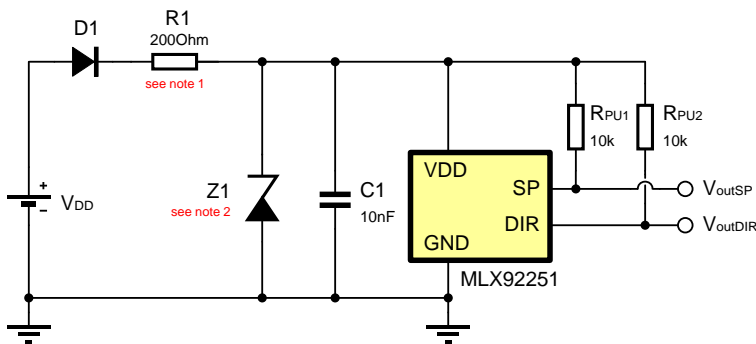 D1
R1
200Ohm
see note 1
RPU1
10k
RPU2
10k
VDD
SP
DIR
GND
MLX92251
VoutSP
VoutDIR
+
VDD
-
Z1
see note 2
C1
10nF